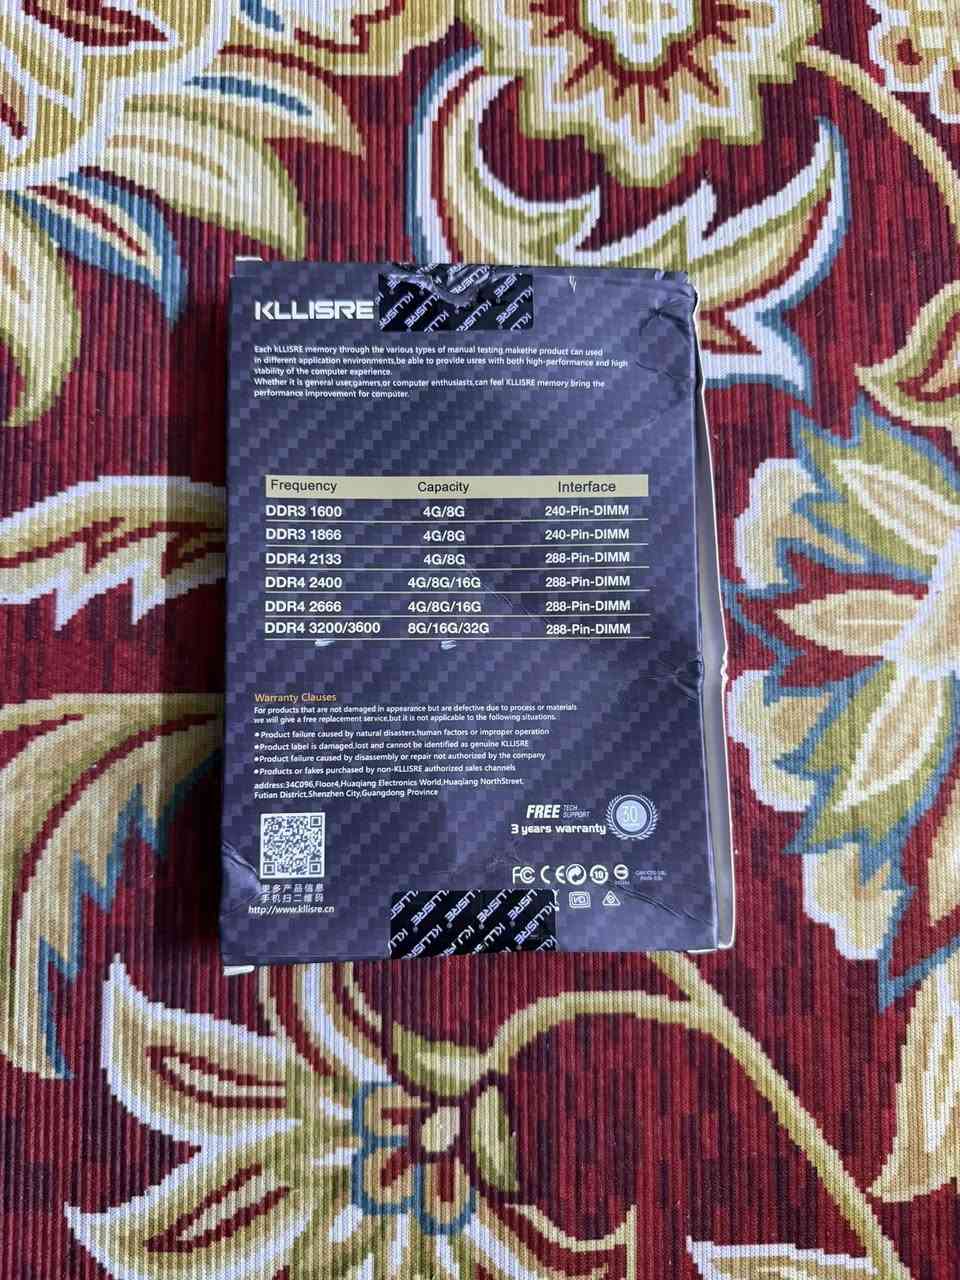 KLLISRE
KLLISRE
Each kLLISRE memory through the various types of manual testing,makethe product can used
in different application environments,be able to provide usres with both high-performance and high
stability of the computer experience.
Whether it is general user,gamers,or computer enthusiasts,can feel KLLISRE memory bring the
performance improvement for computer.
Frequency Capacity Interface
DDR3 1600 4G/8G 240-Pin-DIMM
DDR3 1866 4G/8G 240-Pin-DIMM
DDR4 2133 4G/8G 288-Pin-DIMM
DDR4 2400 4G/8G/16G 288-Pin-DIMM
DDR4 2666 4G/8G/16G 288-Pin-DIMM
DDR4 3200/3600 8G/16G/32G 288-Pin-DIMM
Warranty Clauses
For products that are not damaged in appearance but are defective due to process or materials
we will give a free replacement service,but it is not applicable to the following situations.
●Product failure caused by natural disasters,human factors or improper operation
●Product label is damaged,lost and cannot be identified as genuine KLLISRE
●Product failure caused by disassembly or repair not authorized by the company
●Products or fakes purchased by non-KLLISRE authorized sales channels
address:34C096,Floor4,Huaqiang Electronics World,Huaqiang NorthStreet,
Futian District,Shenzhen City,Guangdong Province
FREE TECH SUPPORT
3 years warranty
30
FC CE 10
更多产品信息
手机扫二维码
http://www.kllisre.cn
KLLISRE